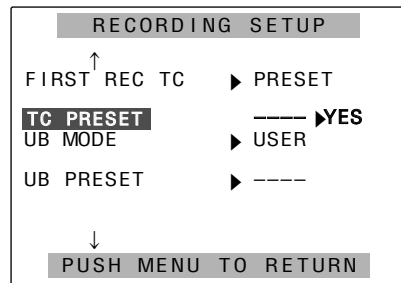 RECORDING SETUP
↑
FIRST REC TC ▶ PRESET
TC PRESET ---- ▶YES
UB MODE ▶ USER
UB PRESET ▶ ----
↓
PUSH MENU TO RETURN